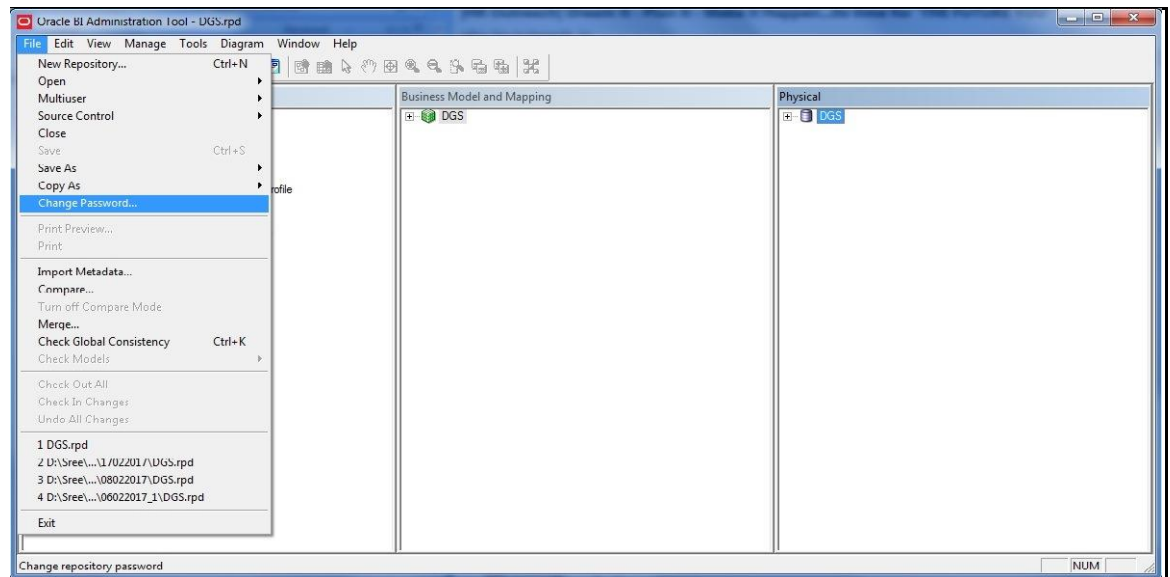 Oracle BI Administration Tool - DGS.rpd
File Edit View Manage Tools Diagram Window Help
New Repository... Ctrl+N
Open
Multiuser
Source Control
Close
Save Ctrl+S
Save As
Copy As
Change Password...
Print Preview...
Print
Import Metadata...
Compare...
Turn off Compare Mode
Merge...
Check Global Consistency Ctrl+K
Check Models
Check Out All
Check In Changes
Undo All Changes
1 DGS.rpd
2 D:\Sree\...\17022017\DGS.rpd
3 D:\Sree\...\08022017\DGS.rpd
4 D:\Sree\...\06022017_1\DGS.rpd
Exit
rofile
Business Model and Mapping
DGS
Physical
DGS
Change repository password
NUM